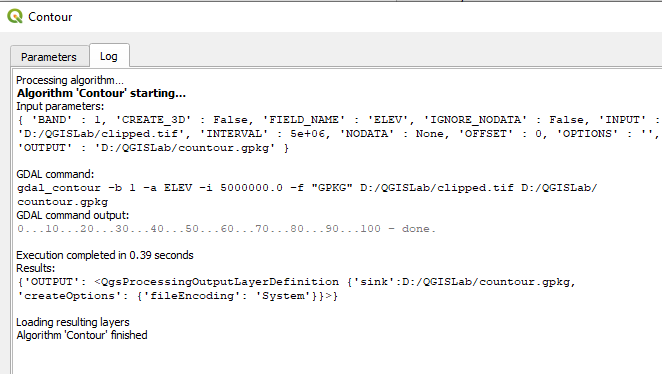 Contour
Parameters
Log
Processing algorithm...
Algorithm 'Contour' starting...
Input parameters:
{ 'BAND' : 1, 'CREATE_3D' : False, 'FIELD_NAME' : 'ELEV', 'IGNORE_NODATA' : False, 'INPUT' :
'D:/QGISLab/clipped.tif', 'INTERVAL' : 5e+06, 'NODATA' : None, 'OFFSET' : 0, 'OPTIONS' : '',
'OUTPUT' : 'D:/QGISLab/countour.gpkg' }
GDAL command:
gdal_contour -b 1 -a ELEV -i 5000000.0 -f "GPKG" D:/QGISLab/clipped.tif D:/QGISLab/
countour.gpkg
GDAL command output:
0...10...20...30...40...50...60...70...80...90...100 - done.
Execution completed in 0.39 seconds
Results:
{'OUTPUT': <QgsProcessingOutputLayerDefinition {'sink':D:/QGISLab/countour.gpkg,
'createOptions': {'fileEncoding': 'System'}}>}
Loading resulting layers
Algorithm 'Contour' finished